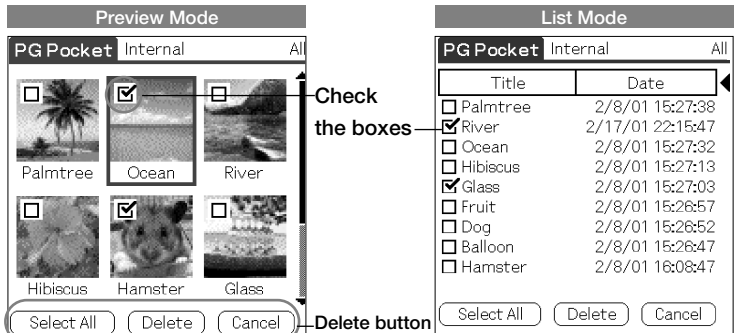 Preview Mode
PG Pocket Internal All
Palmtree Ocean River
Hibiscus Hamster Glass
Select All Delete Cancel
Check
the boxes
Delete button
List Mode
PG Pocket Internal All
Title Date
Palmtree 2/8/01 15:27:38
River 2/17/01 22:15:47
Ocean 2/8/01 15:27:32
Hibiscus 2/8/01 15:27:13
Glass 2/8/01 15:27:03
Fruit 2/8/01 15:26:57
Dog 2/8/01 15:26:52
Balloon 2/8/01 15:26:47
Hamster 2/8/01 16:08:47
Select All Delete Cancel